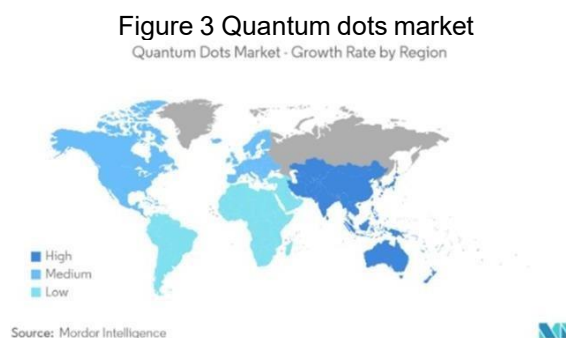 Figure 3 Quantum dots market
Quantum Dots Market - Growth Rate by Region
High
Medium
Low
Source: Mordor Intelligence